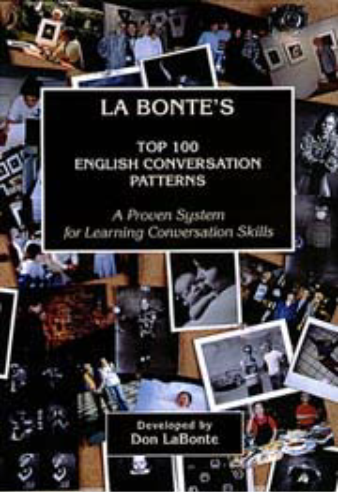 LA BONTE'S
TOP 100
ENGLISH CONVERSATION
PATTERNS
A Proven System
for Learning Conversation Skills
Developed by
Don LaBonte